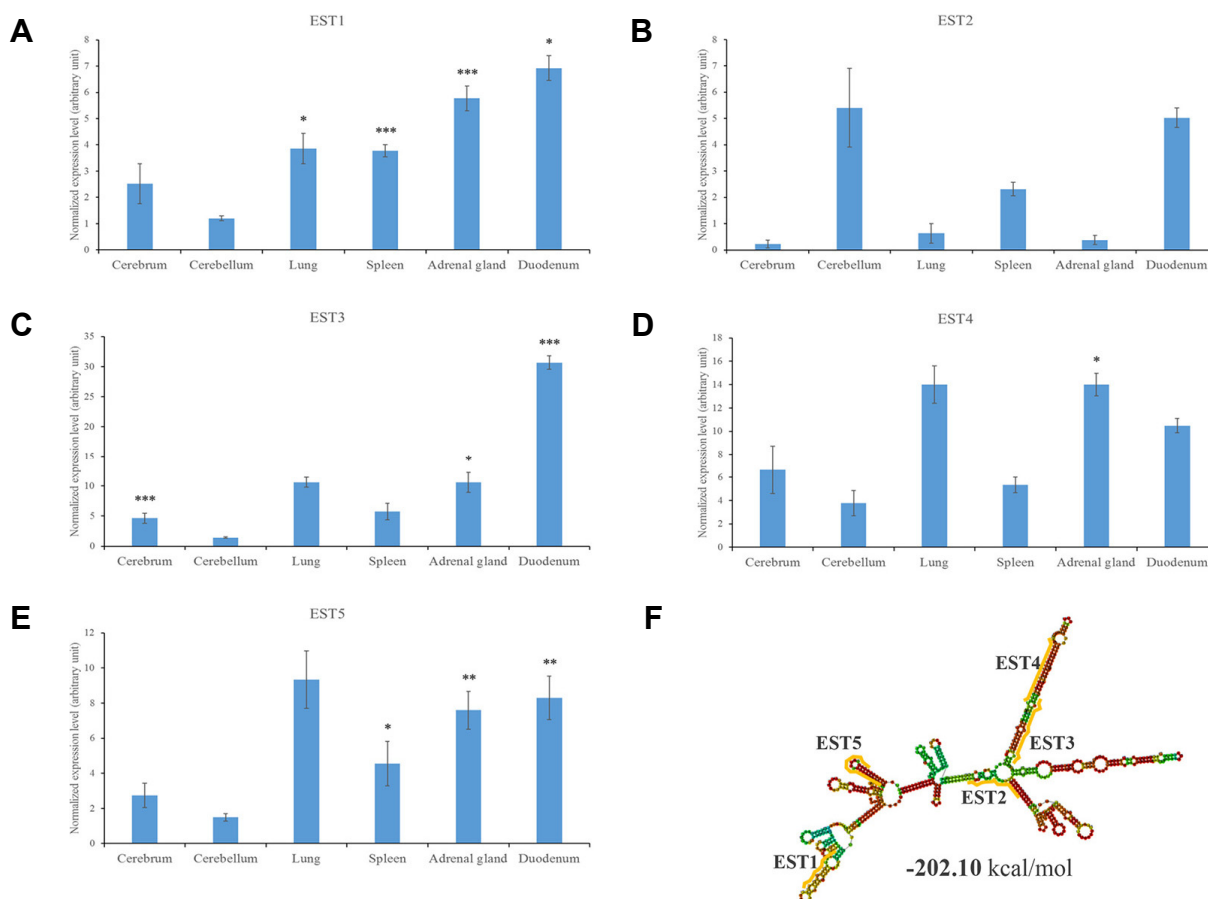 A
EST1
Normalized expression level (arbitrary unit)
8
7
6
5
4
3
2
1
0
*
***
***
*
Cerebrum Cerebellum Lung Spleen Adrenal gland Duodenum
B
EST2
Normalized expression level (arbitrary unit)
8
7
6
5
4
3
2
1
0
Cerebrum Cerebellum Lung Spleen Adrenal gland Duodenum
C
EST3
Normalized expression level (arbitrary unit)
35
30
25
20
15
10
5
0
***
*
***
Cerebrum Cerebellum Lung Spleen Adrenal gland Duodenum
D
EST4
Normalized expression level (arbitrary unit)
18
16
14
12
10
8
6
4
2
0
*
Cerebrum Cerebellum Lung Spleen Adrenal gland Duodenum
E
EST5
Normalized expression level (arbitrary unit)
12
10
8
6
4
2
0
*
**
**
Cerebrum Cerebellum Lung Spleen Adrenal gland Duodenum
F
EST4
EST5
EST3
EST2
EST1
-202.10 kcal/mol